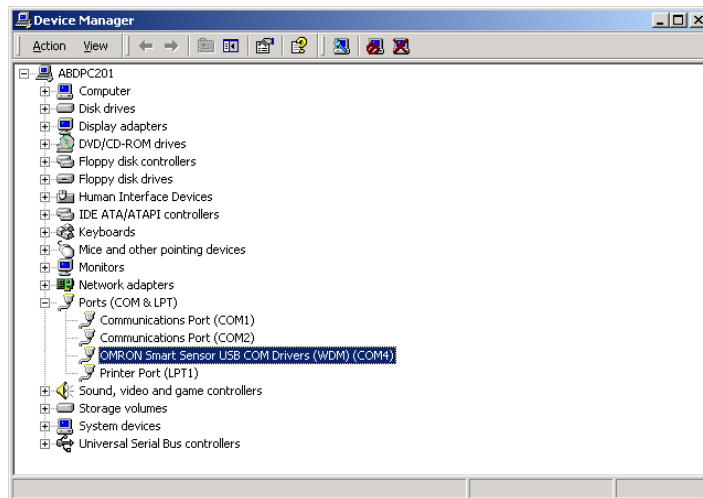 Device Manager
Action View
ABDPC201
Computer
Disk drives
Display adapters
DVD/CD-ROM drives
Floppy disk controllers
Floppy disk drives
Human Interface Devices
IDE ATA/ATAPI controllers
Keyboards
Mice and other pointing devices
Monitors
Network adapters
Ports (COM & LPT)
Communications Port (COM1)
Communications Port (COM2)
OMRON Smart Sensor USB COM Drivers (WDM) (COM4)
Printer Port (LPT1)
Sound, video and game controllers
Storage volumes
System devices
Universal Serial Bus controllers